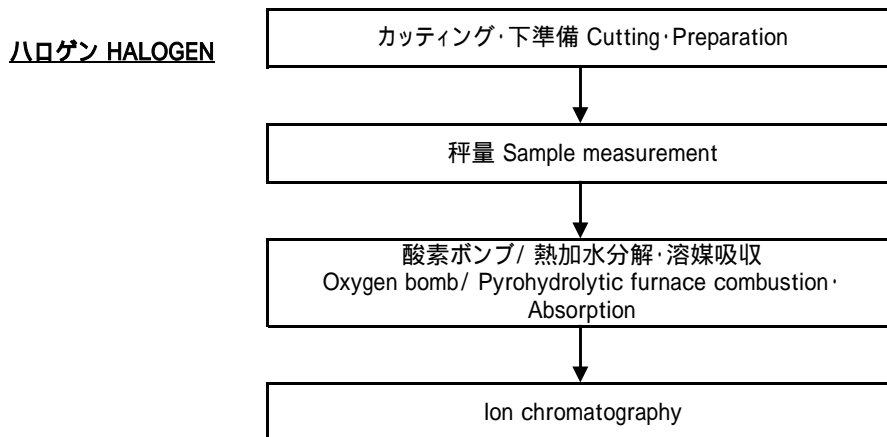 ハロゲン HALOGEN
カッティング･下準備 Cutting･Preparation
秤量 Sample measurement
酸素ボンブ/ 熱加水分解･溶媒吸収
Oxygen bomb/ Pyrohydrolytic furnace combustion･
Absorption
Ion chromatography